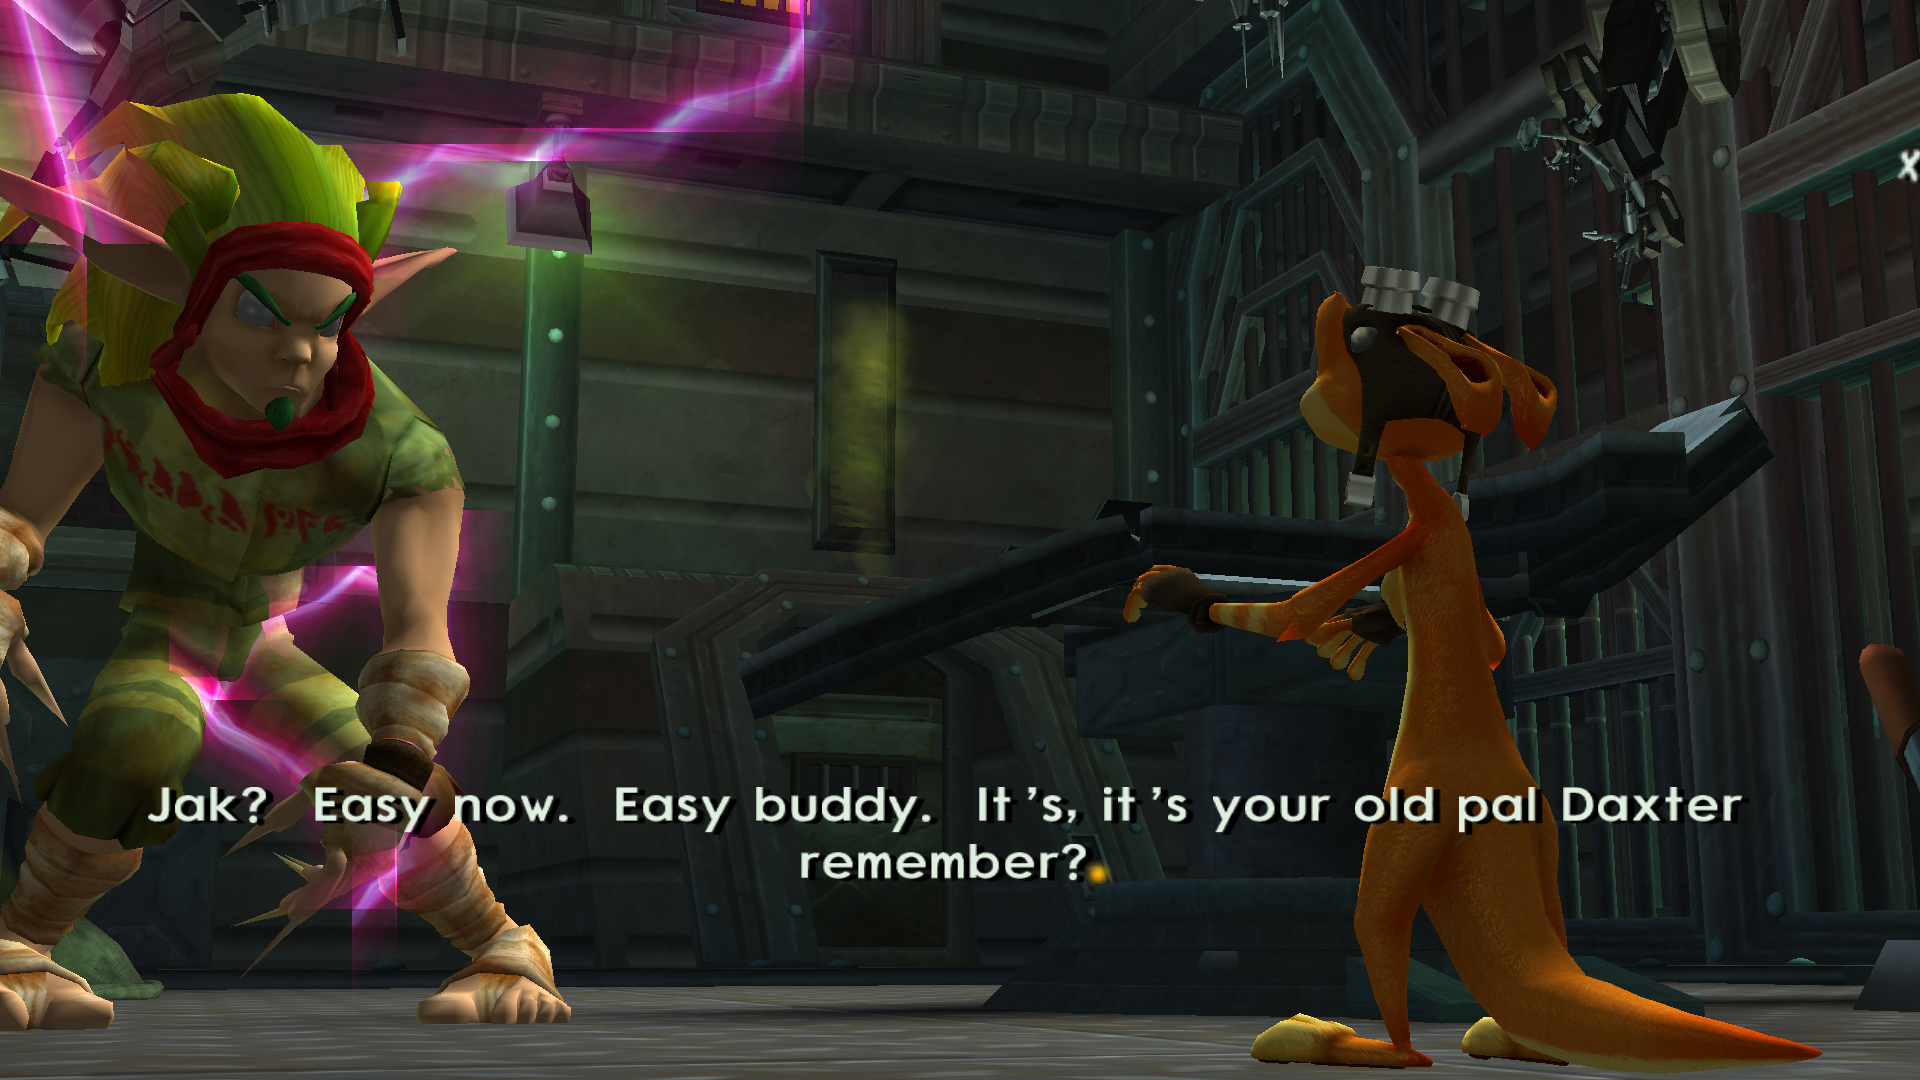 X
Jak?  Easy now.  Easy buddy.  It's, it's your old pal Daxter
remember?